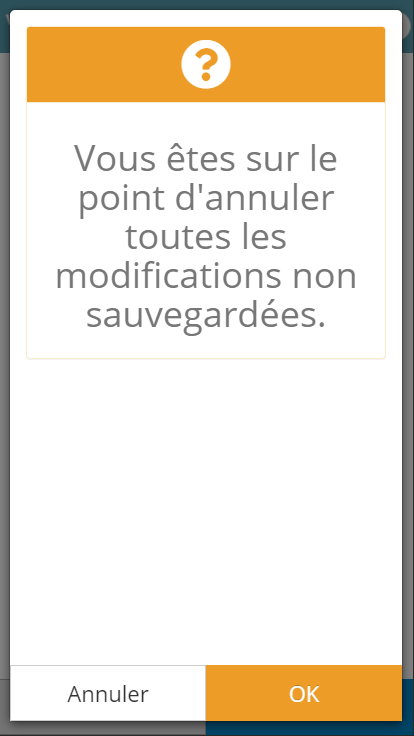 Vous êtes sur le
point d'annuler
toutes les
modifications non
sauvegardées.
Annuler
OK